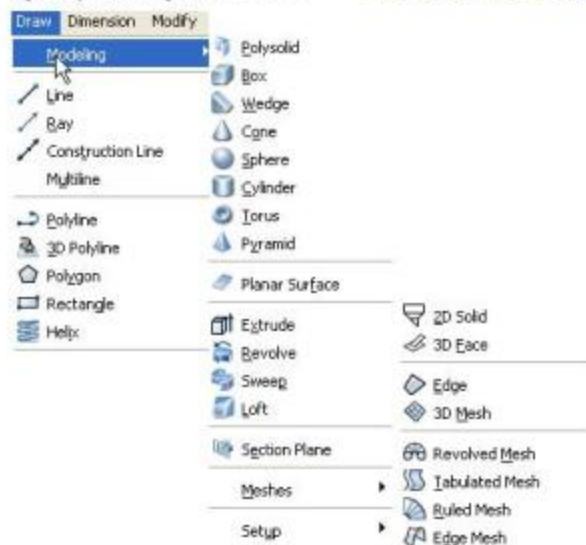 Draw Dimension Modify
Modeling
Line
Ray
Construction Line
Multiline
Polyline
3D Polyline
Polygon
Rectangle
Helix
Polysolid
Box
Wedge
Cone
Sphere
Cylinder
Torus
Pyramid
Planar Surface
Extrude
Revolve
Sweep
Loft
Section Plane
Meshes
Setup
2D Solid
3D Face
Edge
3D Mesh
Revolved Mesh
Tabulated Mesh
Ruled Mesh
Edge Mesh